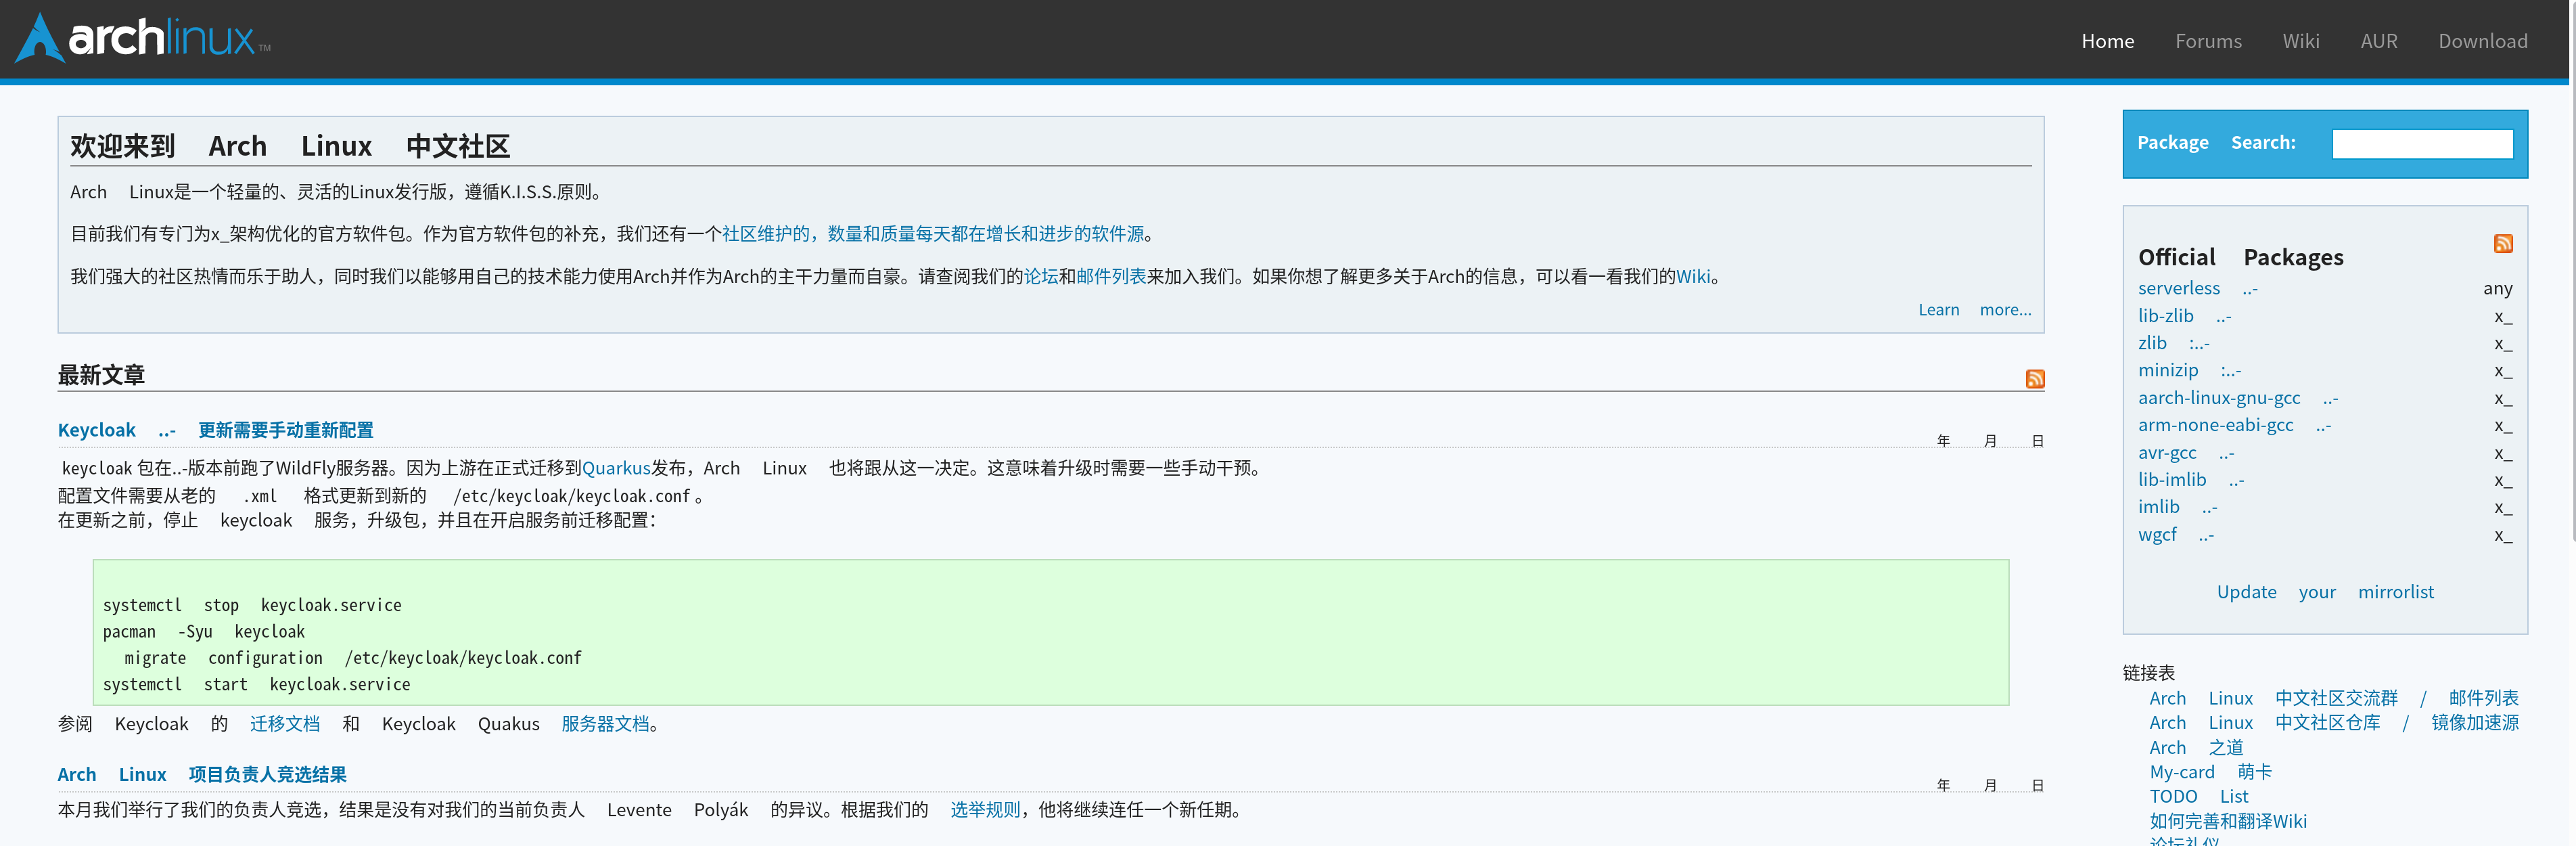 archlinux™
Home Forums Wiki AUR Download
欢迎来到 Arch Linux 中文社区
Arch Linux是一个轻量的、灵活的Linux发行版，遵循K.I.S.S.原则。
目前我们有专门为x_架构优化的官方软件包。作为官方软件包的补充，我们还有一个社区维护的，数量和质量每天都在增长和进步的软件源。
我们强大的社区热情而乐于助人，同时我们以能够用自己的技术能力使用Arch并作为Arch的主干力量而自豪。请查阅我们的论坛和邮件列表来加入我们。如果你想了解更多关于Arch的信息，可以看一看我们的Wiki。
Learn more...
最新文章
Keycloak ..- 更新需要手动重新配置
年 月 日
keycloak 包在..-版本前跑了WildFly服务器。因为上游在正式迁移到Quarkus发布，Arch Linux 也将跟从这一决定。这意味着升级时需要一些手动干预。
配置文件需要从老的 .xml 格式更新到新的 /etc/keycloak/keycloak.conf 。
在更新之前，停止 keycloak 服务，升级包，并且在开启服务前迁移配置：
systemctl stop keycloak.service
pacman -Syu keycloak
migrate configuration /etc/keycloak/keycloak.conf
systemctl start keycloak.service
参阅 Keycloak 的 迁移文档 和 Keycloak Quakus 服务器文档。
Arch Linux 项目负责人竞选结果
年 月 日
本月我们举行了我们的负责人竞选，结果是没有对我们的当前负责人 Levente Polyák 的异议。根据我们的 选举规则，他将继续连任一个新任期。
Package Search:
Official Packages
serverless ..- any
lib-zlib ..- x_
zlib :..- x_
minizip :..- x_
aarch-linux-gnu-gcc ..- x_
arm-none-eabi-gcc ..- x_
avr-gcc ..- x_
lib-imlib ..- x_
imlib ..- x_
wgcf ..- x_
Update your mirrorlist
链接表
Arch Linux 中文社区交流群 / 邮件列表
Arch Linux 中文社区仓库 / 镜像加速源
Arch 之道
My-card 萌卡
TODO List
如何完善和翻译Wiki
论坛礼仪